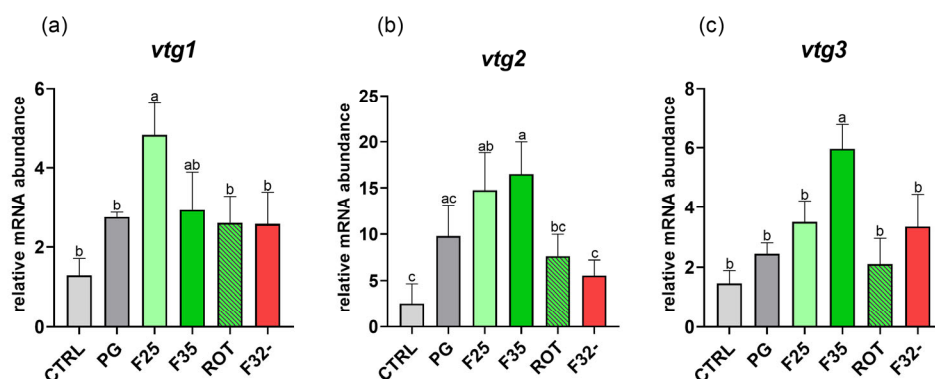 (a)
vtg1
relative mRNA abundance
6
4
2
0
b
b
a
ab
b
b
CTRL
PG
F25
F35
ROT
F32-
(b)
vtg2
relative mRNA abundance
25
20
15
10
5
0
c
ac
ab
a
bc
c
CTRL
PG
F25
F35
ROT
F32-
(c)
vtg3
relative mRNA abundance
8
6
4
2
0
b
b
b
a
b
b
CTRL
PG
F25
F35
ROT
F32-